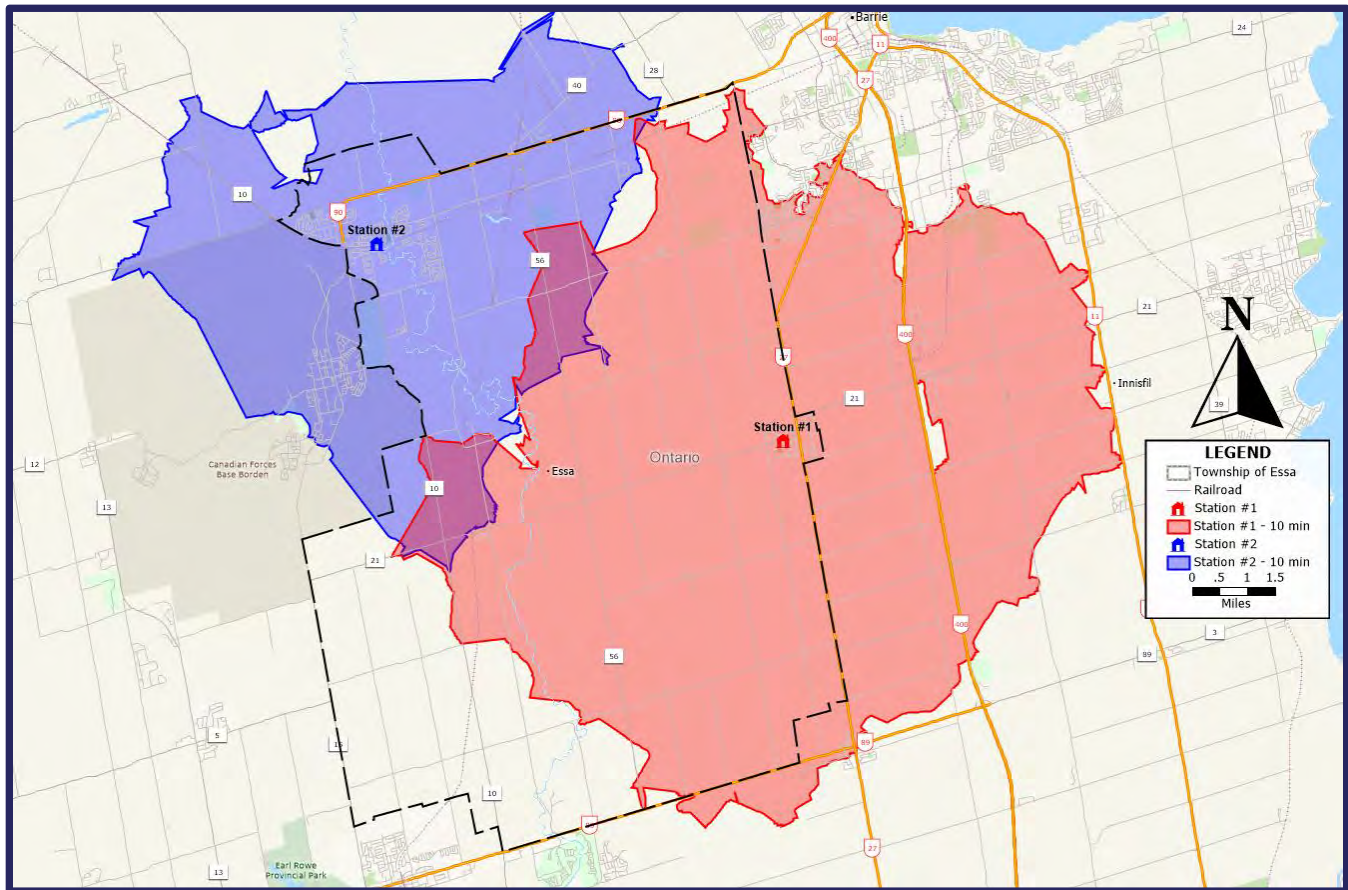 Barrie
400
11
24
27
28
40
90
10
90
Station #2
56
21
11
27
400
N
Innisfil
39
21
Station #1
Ontario
Essa
12
Canadian Forces
Base Borden
10
13
21
LEGEND
Township of Essa
Railroad
Station #1
Station #1 - 10 min
Station #2
Station #2 - 10 min
0 .5 1 1.5
Miles
400
3
56
89
5
15
89
10
27
13
Earl Rowe
Provincial Park